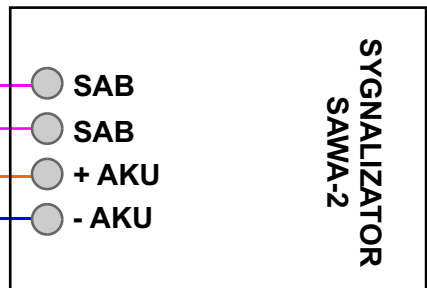 SAB
SAB
+ AKU
- AKU
SYGNALIZATOR
SAWA-2